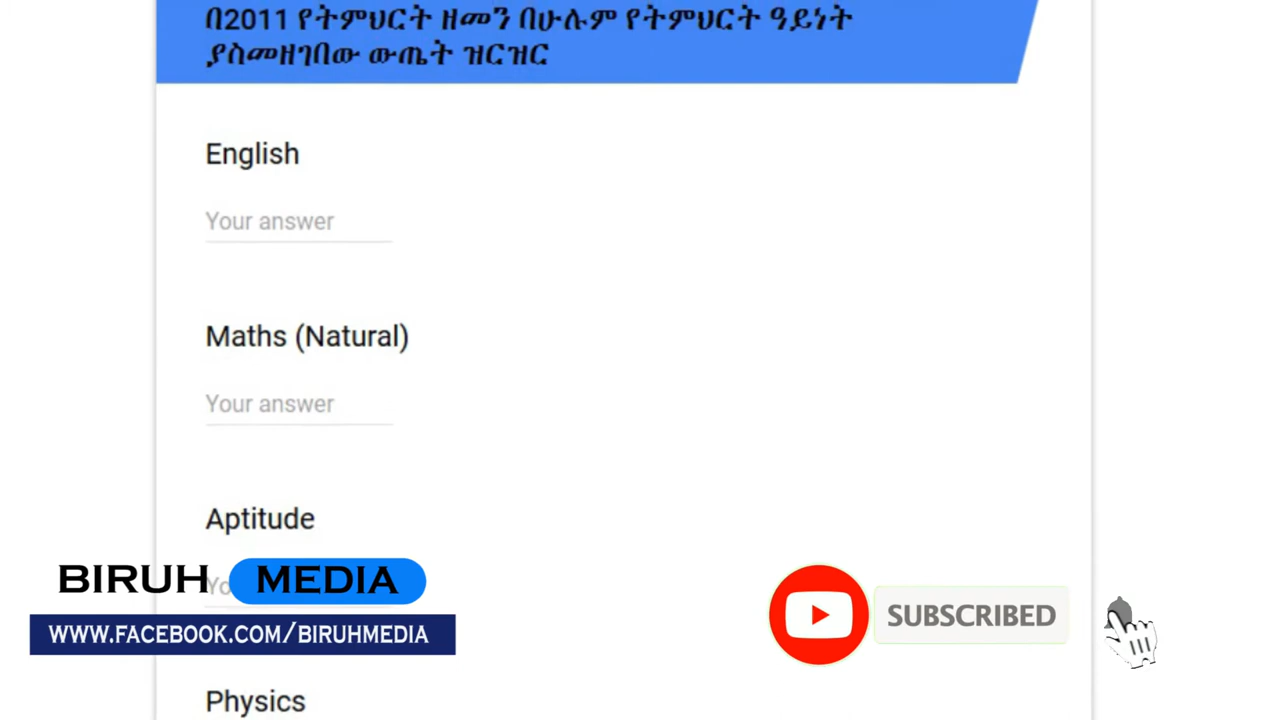 በ2011 የትምህርት ዘመን በሁሉም የትምህርት ዓይነት
ያስመዘገበው ውጤት ዝርዝር
English
Your answer
Maths (Natural)
Your answer
Aptitude
BIRUH MEDIA
WWW.FACEBOOK.COM/BIRUHMEDIA
SUBSCRIBED
Physics